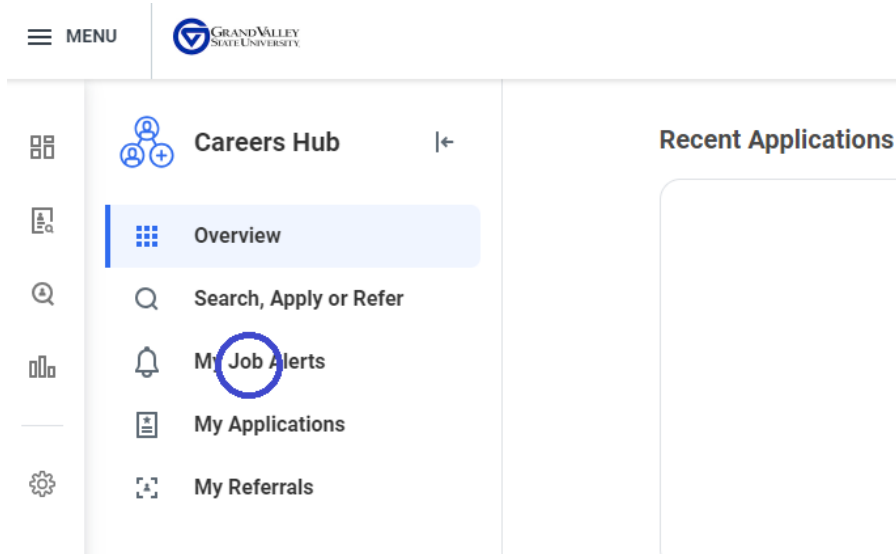 MENU
GRAND VALLEY
STATE UNIVERSITY
Careers Hub
Recent Applications
Overview
Search, Apply or Refer
My Job Alerts
My Applications
My Referrals